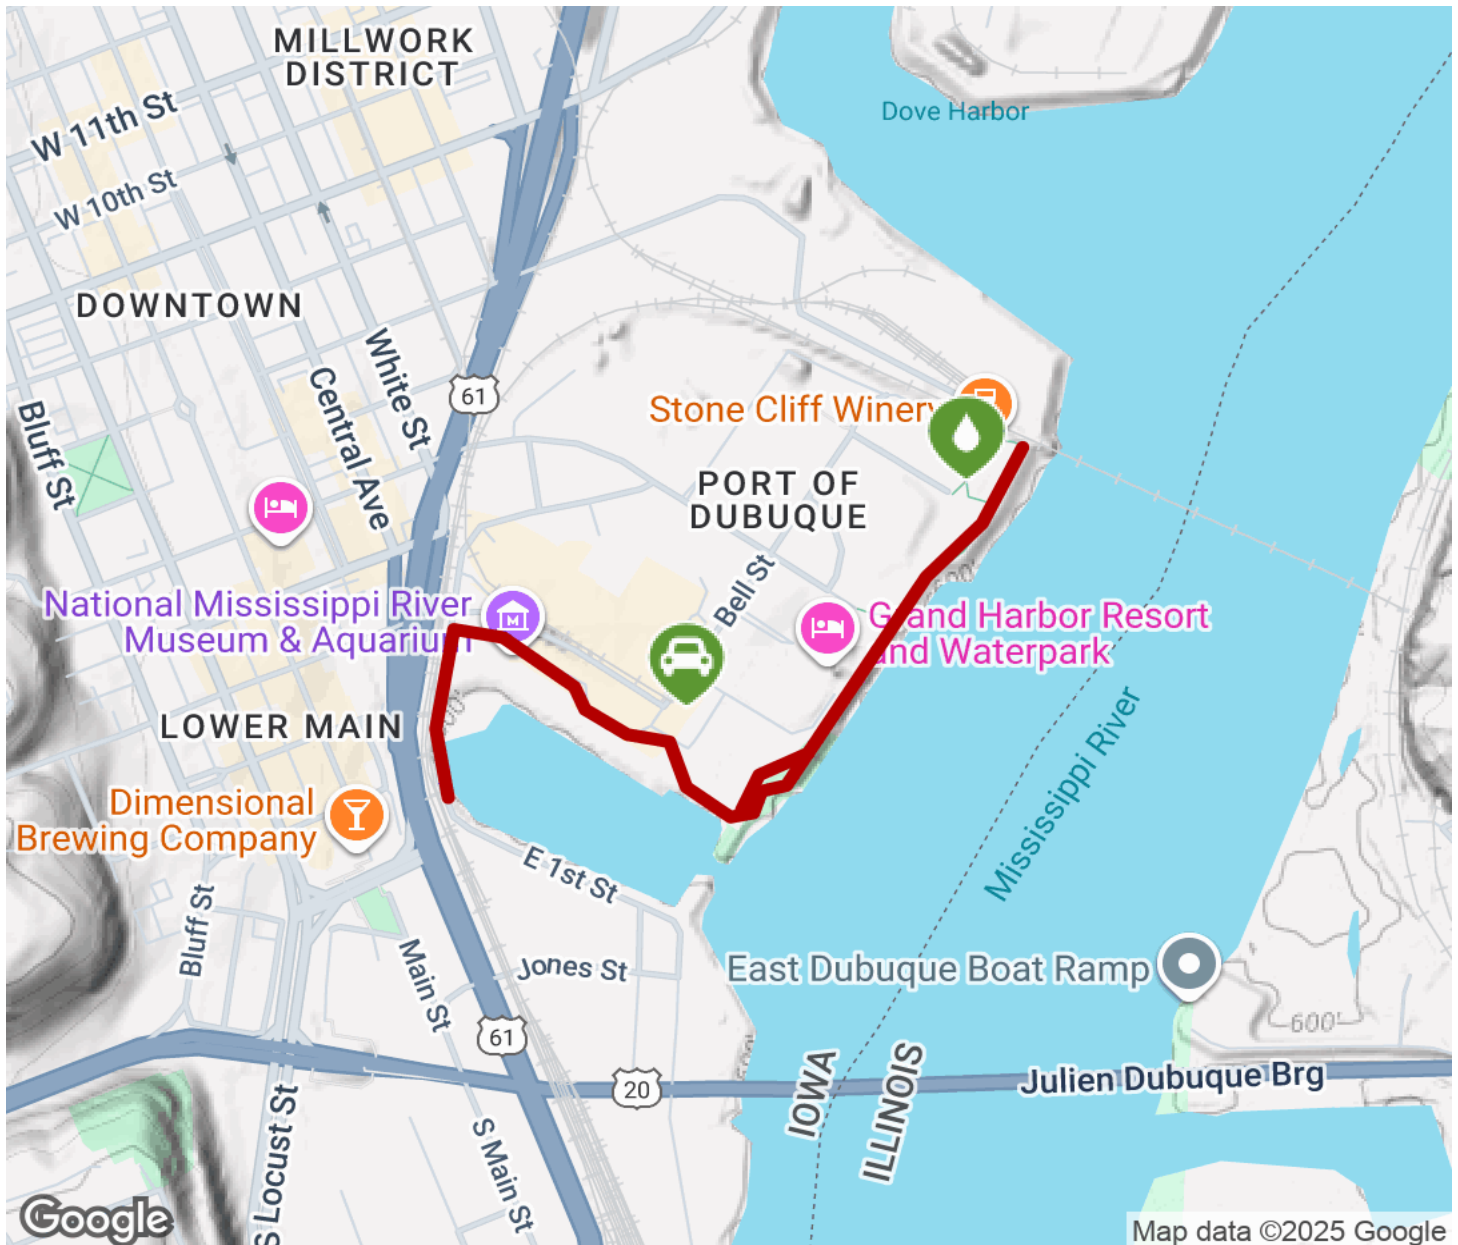 MILLWORK
DISTRICT
W 11th St
Dove Harbor
W 10th St
DOWNTOWN
White St
Central Ave
61
Bluff St
Stone Cliff Winery
PORT OF
DUBUQUE
Bell St
National Mississippi River
Museum & Aquarium
Grand Harbor Resort
and Waterpark
Mississippi River
LOWER MAIN
Dimensional
Brewing Company
E 1st St
Bluff St
Main St
Jones St
East Dubuque Boat Ramp
600'
61
20
IOWA
ILLINOIS
Julien Dubuque Brg
S Locust St
S Main St
Google
Map data ©2025 Google